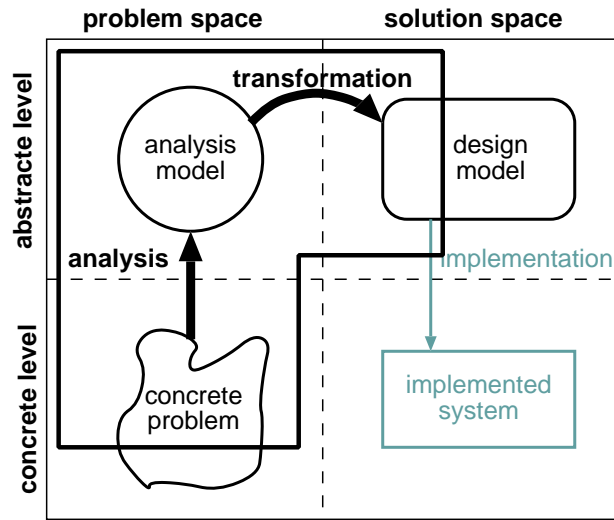 problem space
solution space
abstracte level
transformation
analysis
model
design
model
analysis
implementation
concrete level
concrete
problem
implemented
system